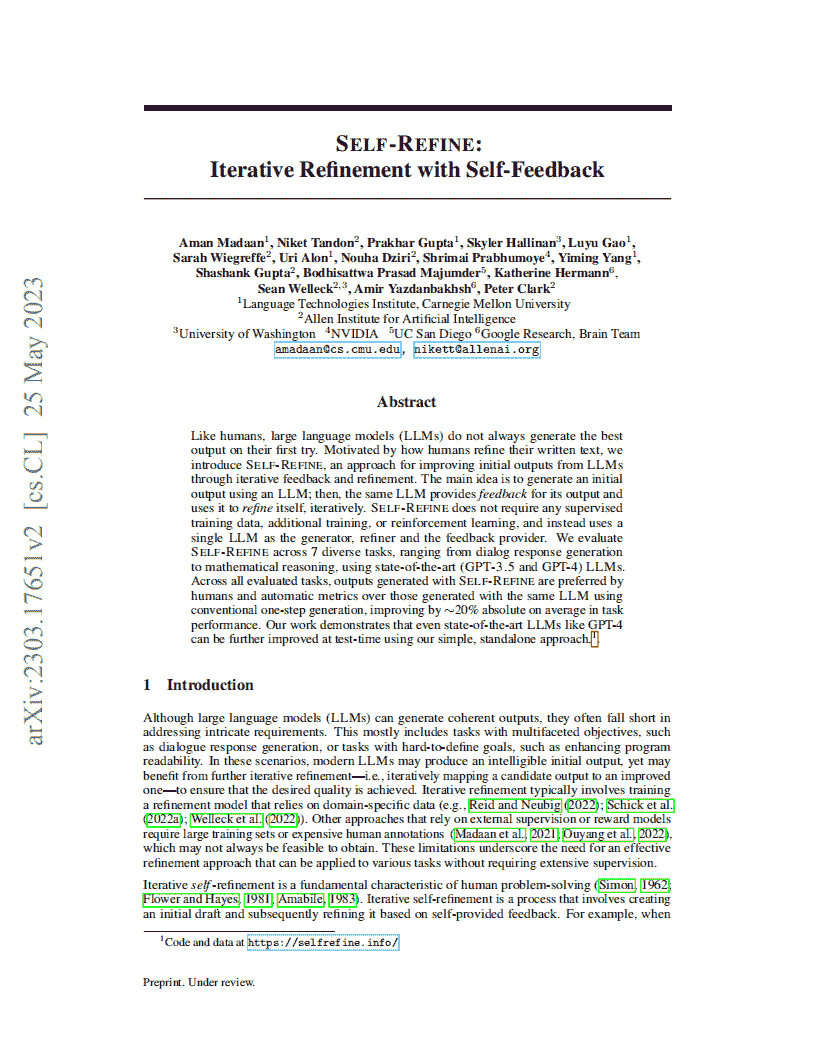 arXiv:2303.17651v2 [cs.CL] 25 May 2023
SELF-REFINE:
Iterative Refinement with Self-Feedback
Aman Madaan1, Niket Tandon2, Prakhar Gupta1, Skyler Hallinan3, Luyu Gao1,
Sarah Wiegreffe2, Uri Alon1, Nouha Dziri2, Shrimai Prabhumoye4, Yiming Yang1,
Shashank Gupta2, Bodhisattwa Prasad Majumder5, Katherine Hermann6,
Sean Welleck2,3, Amir Yazdanbakhsh6, Peter Clark2
1Language Technologies Institute, Carnegie Mellon University
2Allen Institute for Artificial Intelligence
3University of Washington 4NVIDIA 5UC San Diego 6Google Research, Brain Team
amadaan@cs.cmu.edu, nikett@allenai.org
Abstract
Like humans, large language models (LLMs) do not always generate the best
output on their first try. Motivated by how humans refine their written text, we
introduce SELF-REFINE, an approach for improving initial outputs from LLMs
through iterative feedback and refinement. The main idea is to generate an initial
output using an LLM; then, the same LLM provides feedback for its output and
uses it to refine itself, iteratively. SELF-REFINE does not require any supervised
training data, additional training, or reinforcement learning, and instead uses a
single LLM as the generator, refiner and the feedback provider. We evaluate
SELF-REFINE across 7 diverse tasks, ranging from dialog response generation
to mathematical reasoning, using state-of-the-art (GPT-3.5 and GPT-4) LLMs.
Across all evaluated tasks, outputs generated with SELF-REFINE are preferred by
humans and automatic metrics over those generated with the same LLM using
conventional one-step generation, improving by ∼20% absolute on average in task
performance. Our work demonstrates that even state-of-the-art LLMs like GPT-4
can be further improved at test-time using our simple, standalone approach.1.
1 Introduction
Although large language models (LLMs) can generate coherent outputs, they often fall short in
addressing intricate requirements. This mostly includes tasks with multifaceted objectives, such
as dialogue response generation, or tasks with hard-to-define goals, such as enhancing program
readability. In these scenarios, modern LLMs may produce an intelligible initial output, yet may
benefit from further iterative refinement—i.e., iteratively mapping a candidate output to an improved
one—to ensure that the desired quality is achieved. Iterative refinement typically involves training
a refinement model that relies on domain-specific data (e.g., Reid and Neubig (2022); Schick et al.
(2022a); Welleck et al. (2022)). Other approaches that rely on external supervision or reward models
require large training sets or expensive human annotations (Madaan et al., 2021; Ouyang et al., 2022),
which may not always be feasible to obtain. These limitations underscore the need for an effective
refinement approach that can be applied to various tasks without requiring extensive supervision.
Iterative self-refinement is a fundamental characteristic of human problem-solving (Simon, 1962;
Flower and Hayes, 1981; Amabile, 1983). Iterative self-refinement is a process that involves creating
an initial draft and subsequently refining it based on self-provided feedback. For example, when
1Code and data at https://selfrefine.info/
Preprint. Under review.